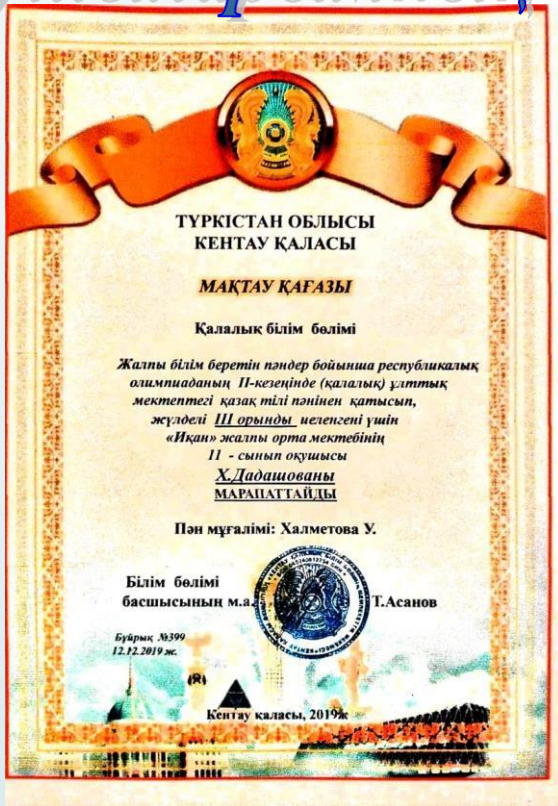 ТҮРКІСТАН ОБЛЫСЫ
КЕНТАУ ҚАЛАСЫ
МАҚТАУ ҚАҒАЗЫ
Қалалық білім бөлімі
Жалпы білім беретін пәндер бойынша республикалық
олимпиаданың ІІ-кезеңінде (қалалық) ұлттық
мектептегі қазақ тілі пәнінен қатысып,
жүлделі ІІІ орынды иеленгені үшін
«Иқан» жалпы орта мектебінің
11 - сынып оқушысы
Х.Дадашованы
МАРАПАТТАЙДЫ
Пән мұғалімі: Халметова У.
Білім бөлімі
басшысының м.а. Т.Асанов
Бұйрық №399
12.12.2019 ж.
(8)
Кентау қаласы, 2019ж